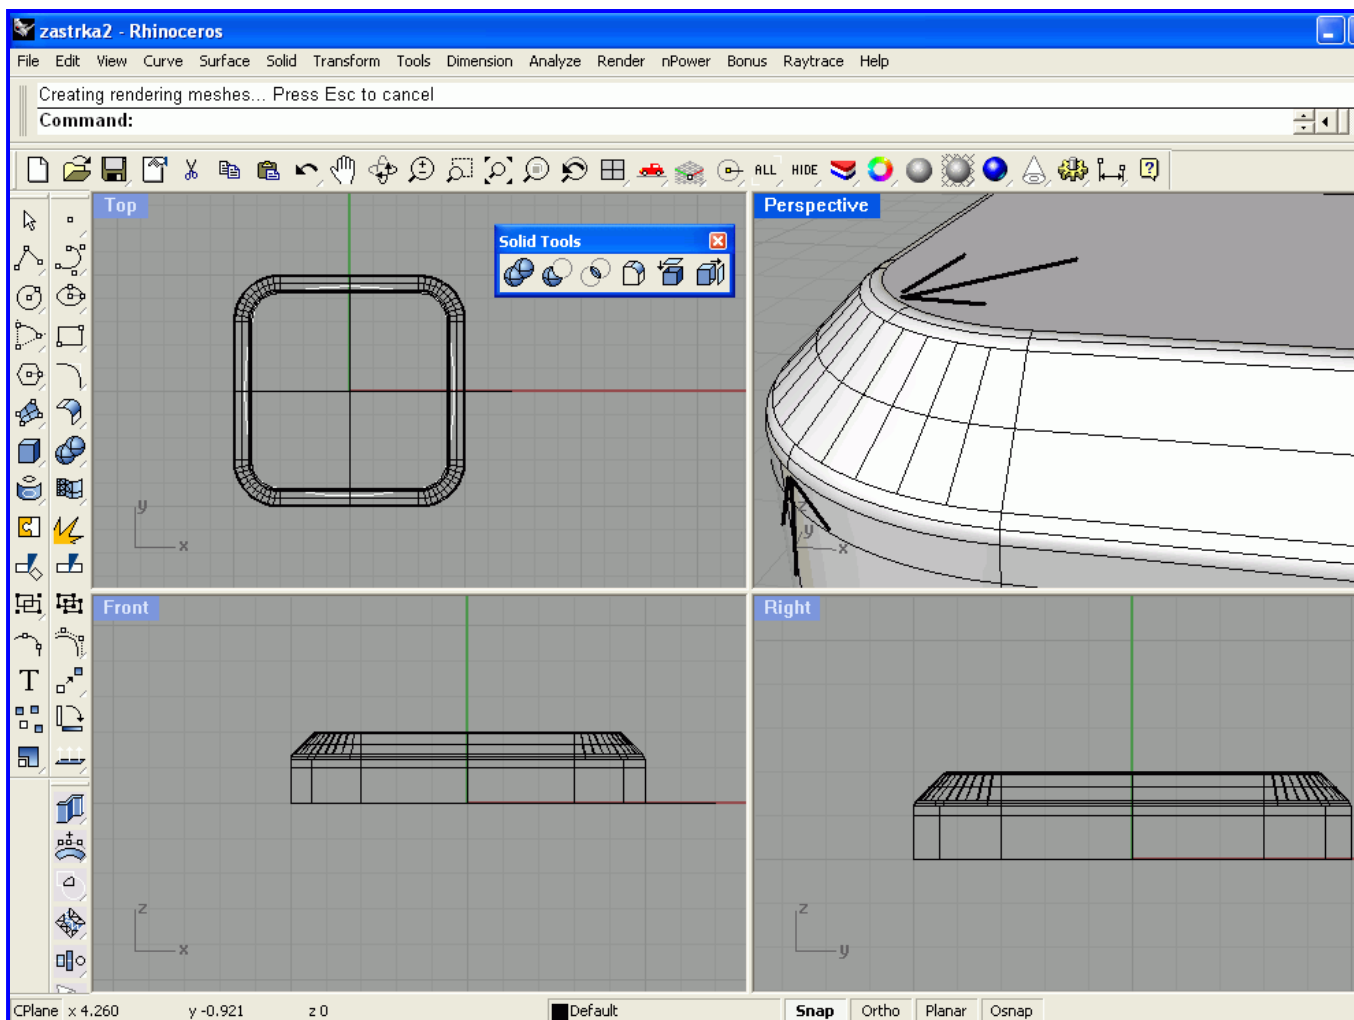 zastrka2 - Rhinoceros
File Edit View Curve Surface Solid Transform Tools Dimension Analyze Render nPower Bonus Raytrace Help
Creating rendering meshes... Press Esc to cancel
Command:
ALL HIDE
Top
Perspective
Solid Tools
y
x
z
y
x
T
Front
Right
z
x
z
y
CPlane x 4.260 y -0.921 z 0 Default Snap Ortho Planar Osnap